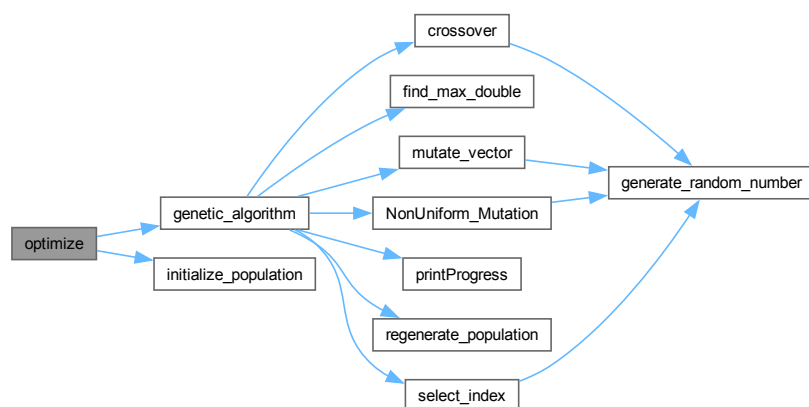 crossover
find_max_double
mutate_vector
generate_random_number
genetic_algorithm
NonUniform_Mutation
optimize
initialize_population
printProgress
regenerate_population
select_index